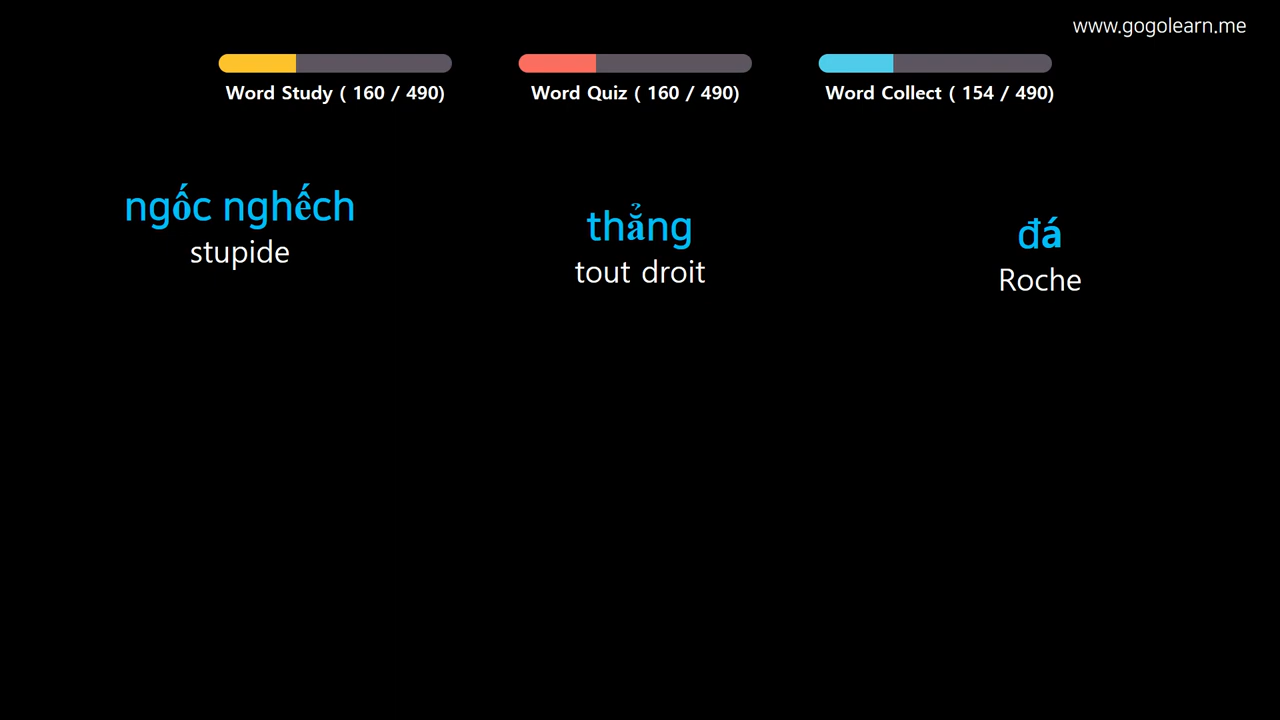 www.gogolearn.me
Word Study ( 160 / 490)
Word Quiz ( 160 / 490)
Word Collect ( 154 / 490)
ngốc nghếch
stupide
thẳng
tout droit
đá
Roche